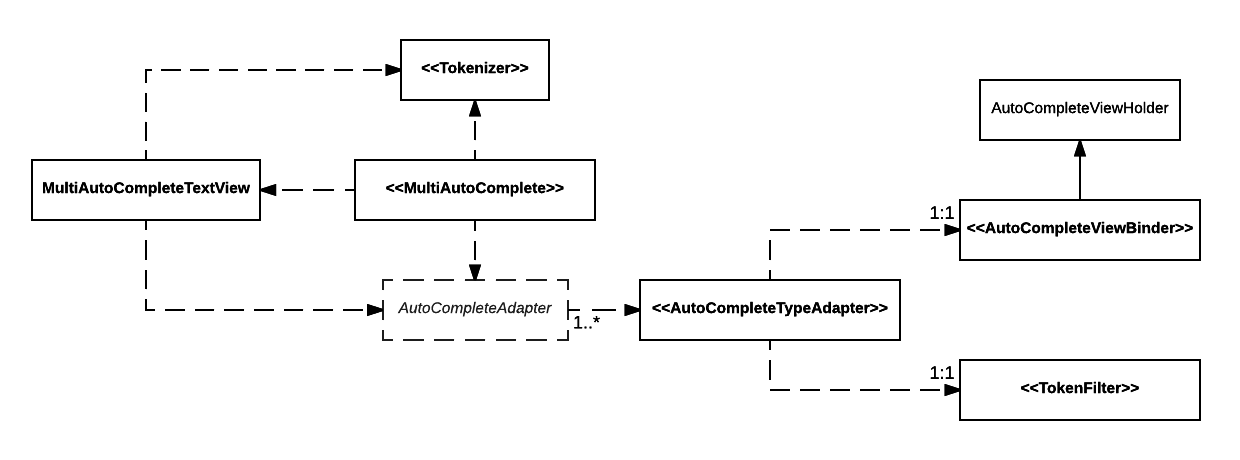 <<Tokenizer>>
AutoCompleteViewHolder
MultiAutoCompleteTextView
<<MultiAutoComplete>>
1:1
<<AutoCompleteViewBinder>>
AutoCompleteAdapter
1..*
<<AutoCompleteTypeAdapter>>
1:1
<<TokenFilter>>